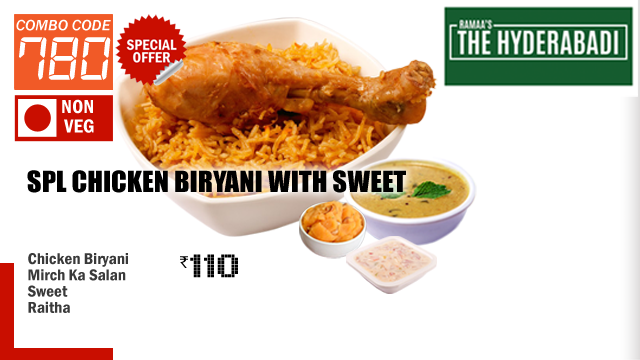 COMBO CODE
780
SPECIAL
OFFER
RAMAA'S
THE HYDERABADI
NON
VEG
SPL CHICKEN BIRYANI WITH SWEET
Chicken Biryani
Mirch Ka Salan
Sweet
Raitha
₹110